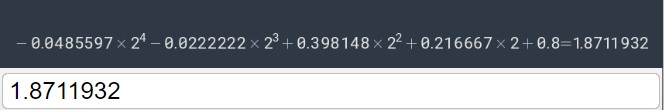 − 0.0485597 × 2⁴ − 0.0222222 × 2³ + 0.398148 × 2² + 0.216667 × 2 + 0.8=1.8711932
1.8711932